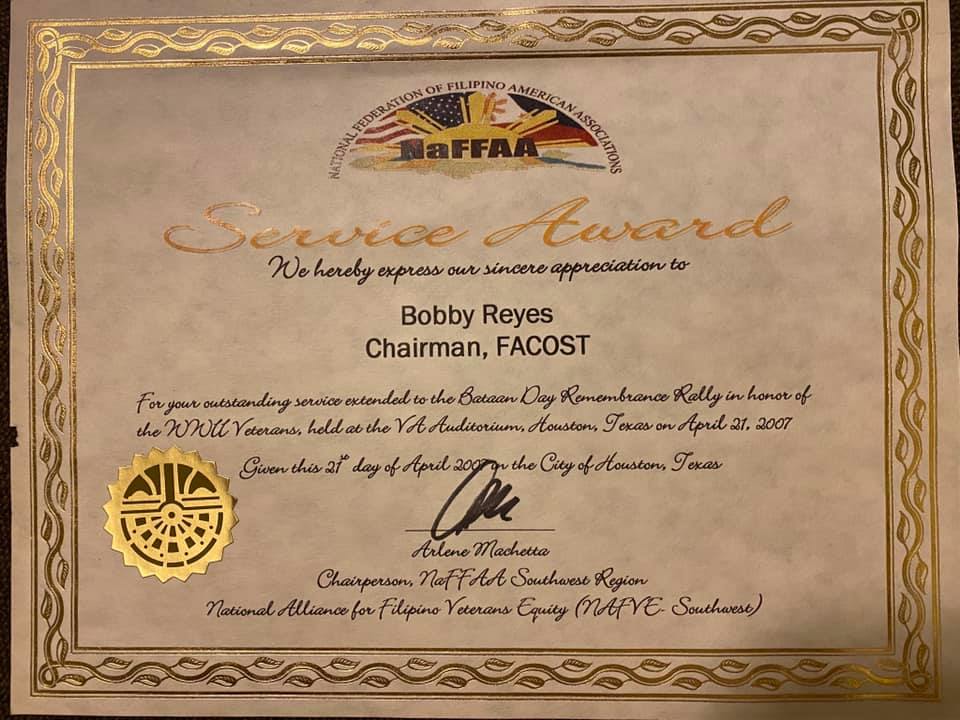 NATIONAL FEDERATION OF FILIPINO AMERICAN ASSOCIATIONS
NaFFAA
Service Award
We hereby express our sincere appreciation to
Bobby Reyes
Chairman, FACOST
For your outstanding service extended to the Bataan Day Remembrance Rally in honor of
the WWII Veterans, held at the VA Auditorium, Houston, Texas on April 21, 2007
Given this 21st day of April 2007 in the City of Houston, Texas
Arlene Machetta
Chairperson, NaFFAA Southwest Region
National Alliance for Filipino Veterans Equity (NAFVE- Southwest)